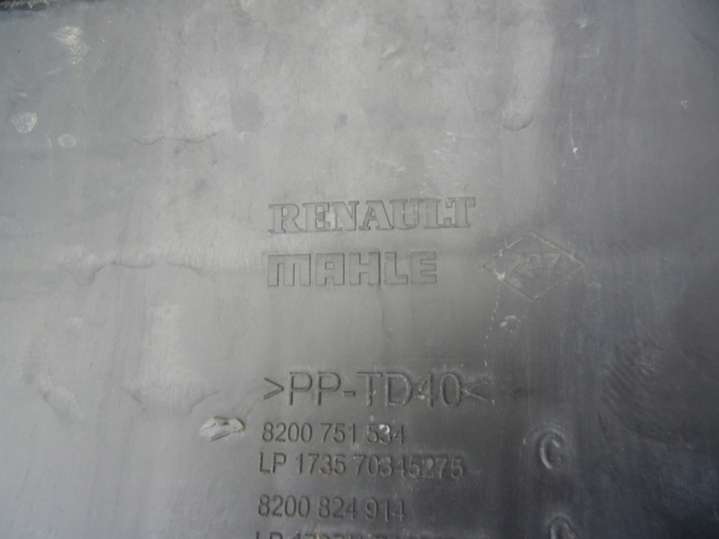 RENAULT
MAHLE
>PP-TD40<
8200 751 534
LP 1735 70345275
8200 824 914